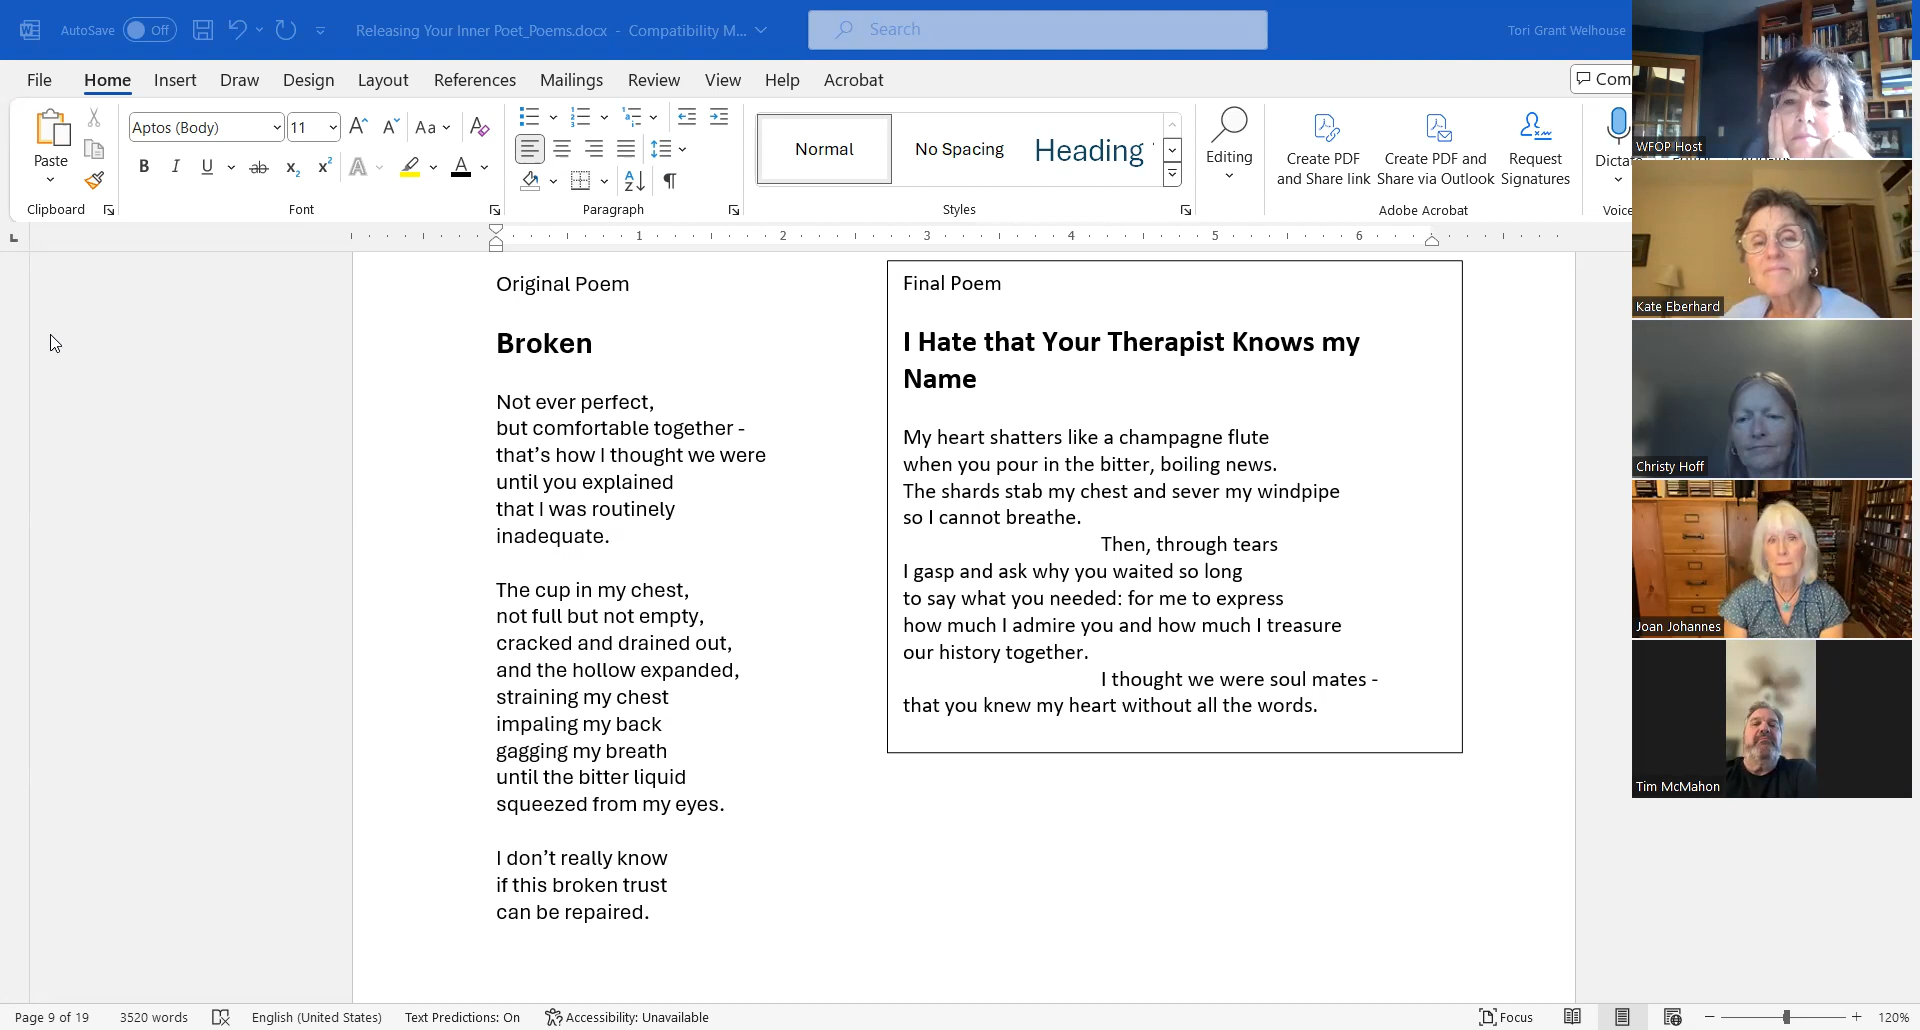 AutoSave Off Releasing Your Inner Poet_Poems.docx - Compatibility M... Search Tori Grant Welhouse
File Home Insert Draw Design Layout References Mailings Review View Help Acrobat Com
Paste
Aptos (Body) 11
Normal No Spacing Heading
Editing
Create PDF and Share link
Create PDF and Share via Outlook
Request Signatures
Dictat
Clipboard Font Paragraph Styles Adobe Acrobat Voice
1 2 3 4 5 6
Original Poem
Broken
Not ever perfect,
but comfortable together -
that’s how I thought we were
until you explained
that I was routinely
inadequate.
The cup in my chest,
not full but not empty,
cracked and drained out,
and the hollow expanded,
straining my chest
impaling my back
gagging my breath
until the bitter liquid
squeezed from my eyes.
I don’t really know
if this broken trust
can be repaired.
Final Poem
I Hate that Your Therapist Knows my
Name
My heart shatters like a champagne flute
when you pour in the bitter, boiling news.
The shards stab my chest and sever my windpipe
so I cannot breathe.
Then, through tears
I gasp and ask why you waited so long
to say what you needed: for me to express
how much I admire you and how much I treasure
our history together.
I thought we were soul mates -
that you knew my heart without all the words.
WFOP Host
Kate Eberhard
Christy Hoff
Joan Johannes
Tim McMahon
Page 9 of 19 3520 words English (United States) Text Predictions: On Accessibility: Unavailable Focus 120%